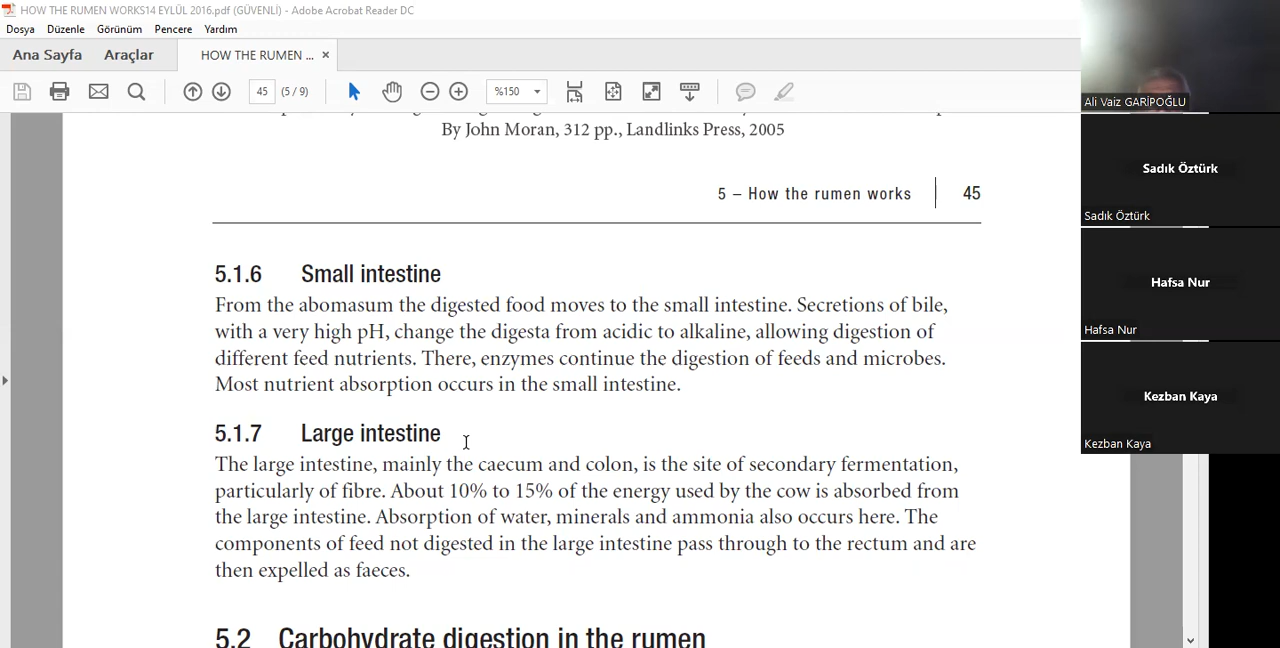 HOW THE RUMEN WORKS14 EYLÜL 2016.pdf (GÜVENLİ) - Adobe Acrobat Reader DC
Dosya Düzenle Görünüm Pencere Yardım
Ana Sayfa Araçlar HOW THE RUMEN ... ×
45 (5 / 9) %150
By John Moran, 312 pp., Landlinks Press, 2005
5 – How the rumen works 45
5.1.6 Small intestine
From the abomasum the digested food moves to the small intestine. Secretions of bile,
with a very high pH, change the digesta from acidic to alkaline, allowing digestion of
different feed nutrients. There, enzymes continue the digestion of feeds and microbes.
Most nutrient absorption occurs in the small intestine.
5.1.7 Large intestine
The large intestine, mainly the caecum and colon, is the site of secondary fermentation,
particularly of fibre. About 10% to 15% of the energy used by the cow is absorbed from
the large intestine. Absorption of water, minerals and ammonia also occurs here. The
components of feed not digested in the large intestine pass through to the rectum and are
then expelled as faeces.
5.2 Carbohydrate digestion in the rumen
Ali Vaiz GARİPOĞLU
Sadık Öztürk
Sadık Öztürk
Hafsa Nur
Hafsa Nur
Kezban Kaya
Kezban Kaya